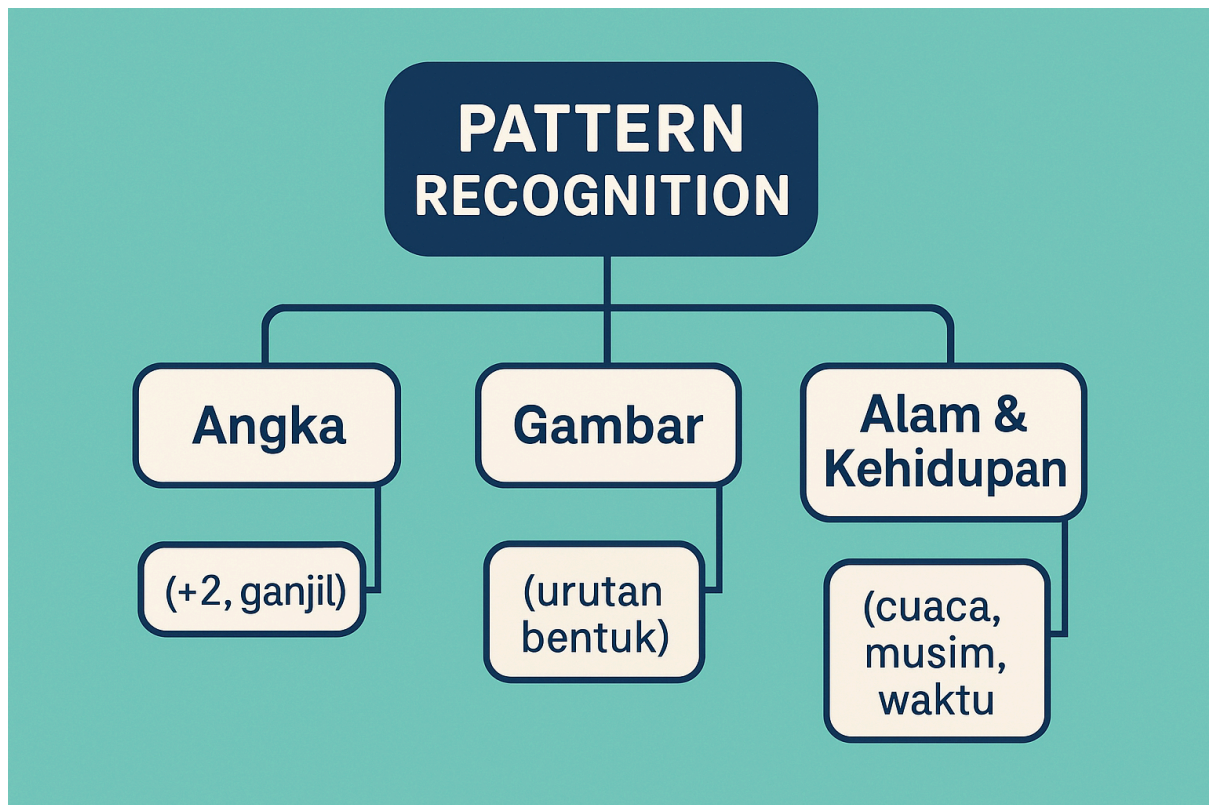 PATTERN
RECOGNITION
Angka
Gambar
Alam &
Kehidupan
(+2, ganjil)
(urutan
bentuk)
(cuaca,
musim,
waktu